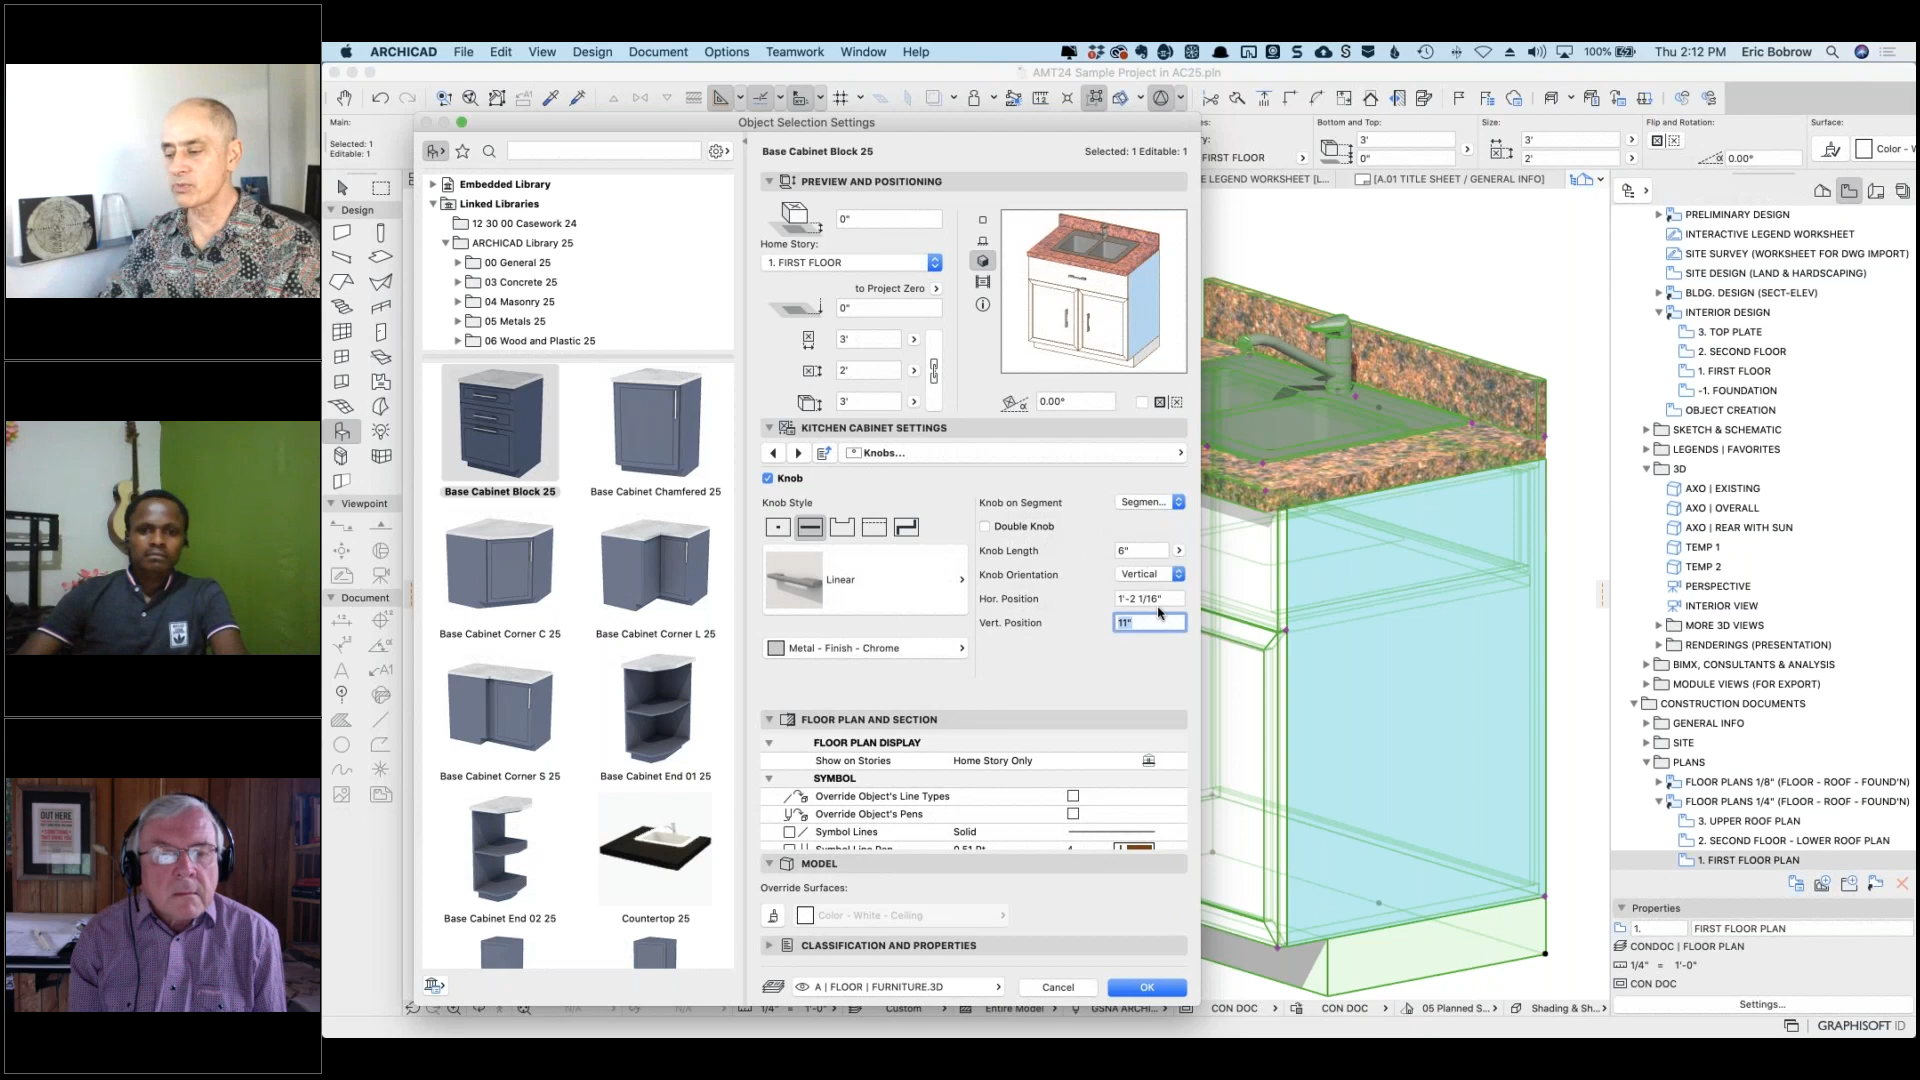 ARCHICAD File Edit View Design Document Options Teamwork Window Help
100% Thu 2:12 PM Eric Bobrow
AMT24 Sample Project in AC25.pln
Main:
Selected: 1
Editable: 1
Object Selection Settings
Bottom and Top:
3'
0"
FIRST FLOOR
Size:
3'
2'
Flip and Rotation:
0.00°
Surface:
Color - W
E LEGEND WORKSHEET [L...
[A.01 TITLE SHEET / GENERAL INFO]
Design
Viewpoint
Document
Embedded Library
Linked Libraries
12 30 00 Casework 24
ARCHICAD Library 25
00 General 25
03 Concrete 25
04 Masonry 25
05 Metals 25
06 Wood and Plastic 25
Base Cabinet Block 25
Base Cabinet Chamfered 25
Base Cabinet Corner C 25
Base Cabinet Corner L 25
Base Cabinet Corner S 25
Base Cabinet End 01 25
Base Cabinet End 02 25
Countertop 25
Base Cabinet Block 25
Selected: 1 Editable: 1
PREVIEW AND POSITIONING
0"
Home Story:
1. FIRST FLOOR
to Project Zero
0"
3'
2'
3'
0.00°
KITCHEN CABINET SETTINGS
Knobs...
Knob
Knob Style
Linear
Metal - Finish - Chrome
Knob on Segment
Segmen...
Double Knob
Knob Length
6"
Knob Orientation
Vertical
Hor. Position
1'-2 1/16"
Vert. Position
11"
FLOOR PLAN AND SECTION
FLOOR PLAN DISPLAY
Show on Stories Home Story Only
SYMBOL
Override Object's Line Types
Override Object's Pens
Symbol Lines Solid
Symbol Line Pen 0.51 Pt 4
MODEL
Override Surfaces:
Color - White - Ceiling
CLASSIFICATION AND PROPERTIES
A | FLOOR | FURNITURE.3D
Cancel
OK
PRELIMINARY DESIGN
INTERACTIVE LEGEND WORKSHEET
SITE SURVEY (WORKSHEET FOR DWG IMPORT)
SITE DESIGN (LAND & HARDSCAPING)
BLDG. DESIGN (SECT-ELEV)
INTERIOR DESIGN
3. TOP PLATE
2. SECOND FLOOR
1. FIRST FLOOR
-1. FOUNDATION
OBJECT CREATION
SKETCH & SCHEMATIC
LEGENDS | FAVORITES
3D
AXO | EXISTING
AXO | OVERALL
AXO | REAR WITH SUN
TEMP 1
TEMP 2
PERSPECTIVE
INTERIOR VIEW
MORE 3D VIEWS
RENDERINGS (PRESENTATION)
BIMX, CONSULTANTS & ANALYSIS
MODULE VIEWS (FOR EXPORT)
CONSTRUCTION DOCUMENTS
GENERAL INFO
SITE
PLANS
FLOOR PLANS 1/8" (FLOOR - ROOF - FOUND'N)
FLOOR PLANS 1/4" (FLOOR - ROOF - FOUND'N)
3. UPPER ROOF PLAN
2. SECOND FLOOR - LOWER ROOF PLAN
1. FIRST FLOOR PLAN
Properties
1. FIRST FLOOR PLAN
CONDOC | FLOOR PLAN
1/4" = 1'-0"
CON DOC
Settings...
1/4" = 1'-0" Custom Entire Model GSNA ARCHI... CON DOC CON DOC 05 Planned S... Shading & Sh...
GRAPHISOFT ID
OUT HERE